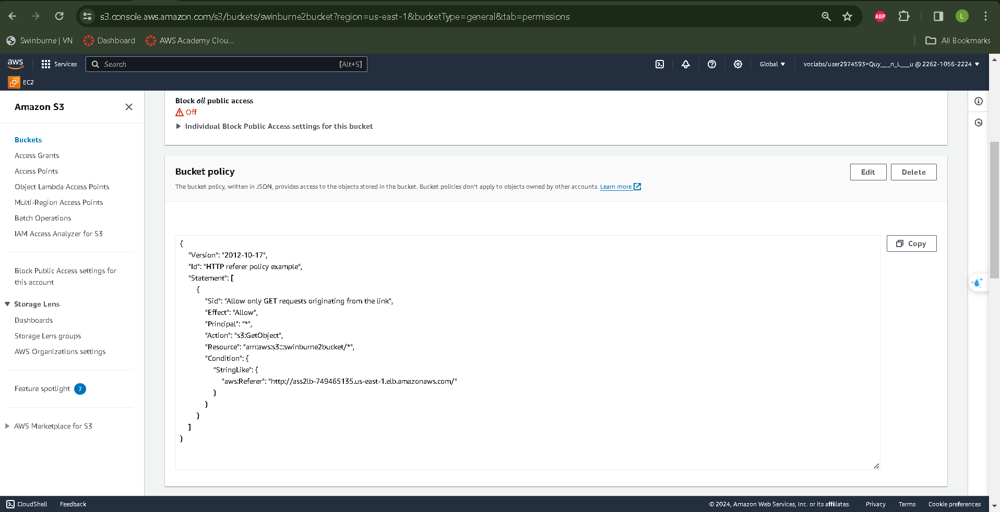 s3.console.aws.amazon.com/s3/buckets/swinburne2bucket?region=us-east-1&bucketType=general&tab=permissions
ABP
L
Swinburne | VN
Dashboard
AWS Academy Clou...
All Bookmarks
aws
Services
Search
[Alt+S]
Global
voclabs/user2974593=Quy___n_L___u @ 2262-1056-2224
EC2
Amazon S3
Buckets
Access Grants
Access Points
Object Lambda Access Points
Multi-Region Access Points
Batch Operations
IAM Access Analyzer for S3
Block Public Access settings for
this account
Storage Lens
Dashboards
Storage Lens groups
AWS Organizations settings
Feature spotlight 7
AWS Marketplace for S3
Block all public access
Off
Individual Block Public Access settings for this bucket
Bucket policy
Edit
Delete
The bucket policy, written in JSON, provides access to the objects stored in the bucket. Bucket policies don't apply to objects owned by other accounts. Learn more
Copy
{
"Version": "2012-10-17",
"Id": "HTTP referer policy example",
"Statement": [
{
"Sid": "Allow only GET requests originating from the link",
"Effect": "Allow",
"Principal": "*",
"Action": "s3:GetObject",
"Resource": "arn:aws:s3:::swinburne2bucket/*",
"Condition": {
"StringLike": {
"aws:Referer": "http://ass2lb-749465135.us-east-1.elb.amazonaws.com/"
}
}
}
]
}
CloudShell
Feedback
© 2024, Amazon Web Services, Inc. or its affiliates.
Privacy
Terms
Cookie preferences